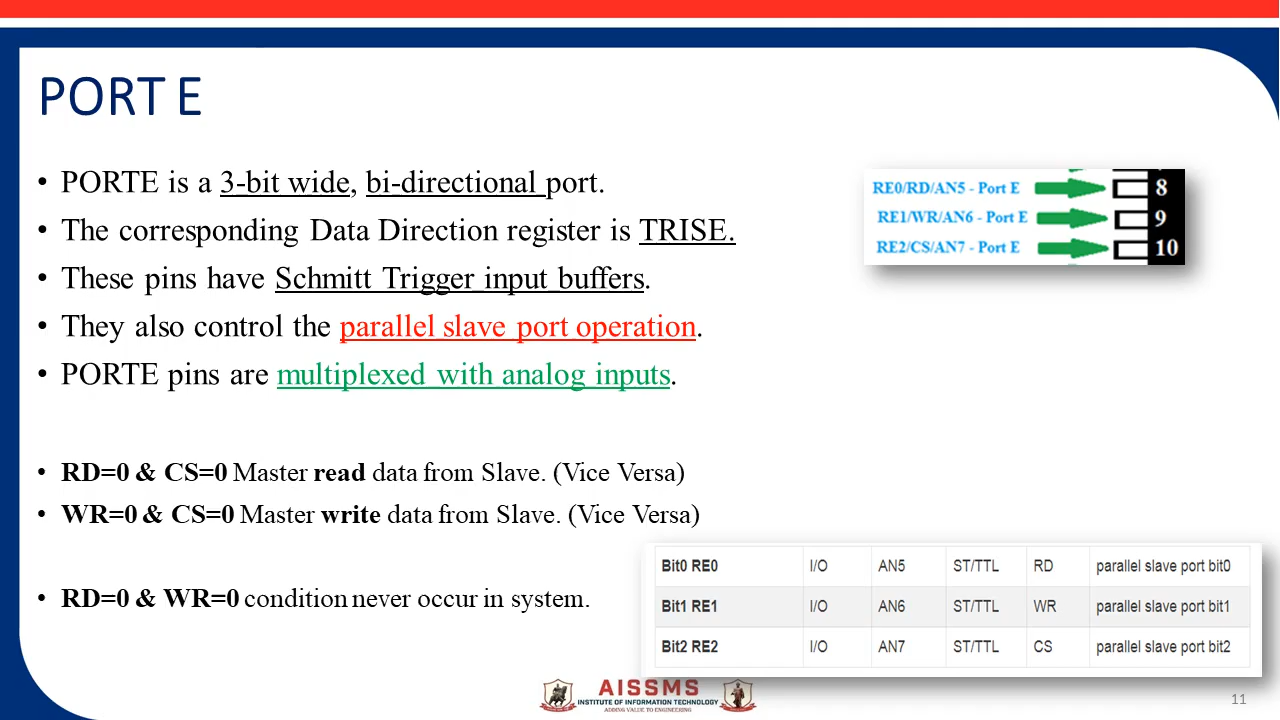 PORT E
• PORTE is a 3-bit wide, bi-directional port.
• The corresponding Data Direction register is TRISE.
• These pins have Schmitt Trigger input buffers.
• They also control the parallel slave port operation.
• PORTE pins are multiplexed with analog inputs.
RE0/RD/AN5 - Port E 8
RE1/WR/AN6 - Port E 9
RE2/CS/AN7 - Port E 10
• RD=0 & CS=0 Master read data from Slave. (Vice Versa)
• WR=0 & CS=0 Master write data from Slave. (Vice Versa)
• RD=0 & WR=0 condition never occur in system.
Bit0 RE0 I/O AN5 ST/TTL RD parallel slave port bit0
Bit1 RE1 I/O AN6 ST/TTL WR parallel slave port bit1
Bit2 RE2 I/O AN7 ST/TTL CS parallel slave port bit2
AISSMS
INSTITUTE OF INFORMATION TECHNOLOGY
ADDING VALUE TO ENGINEERING
11